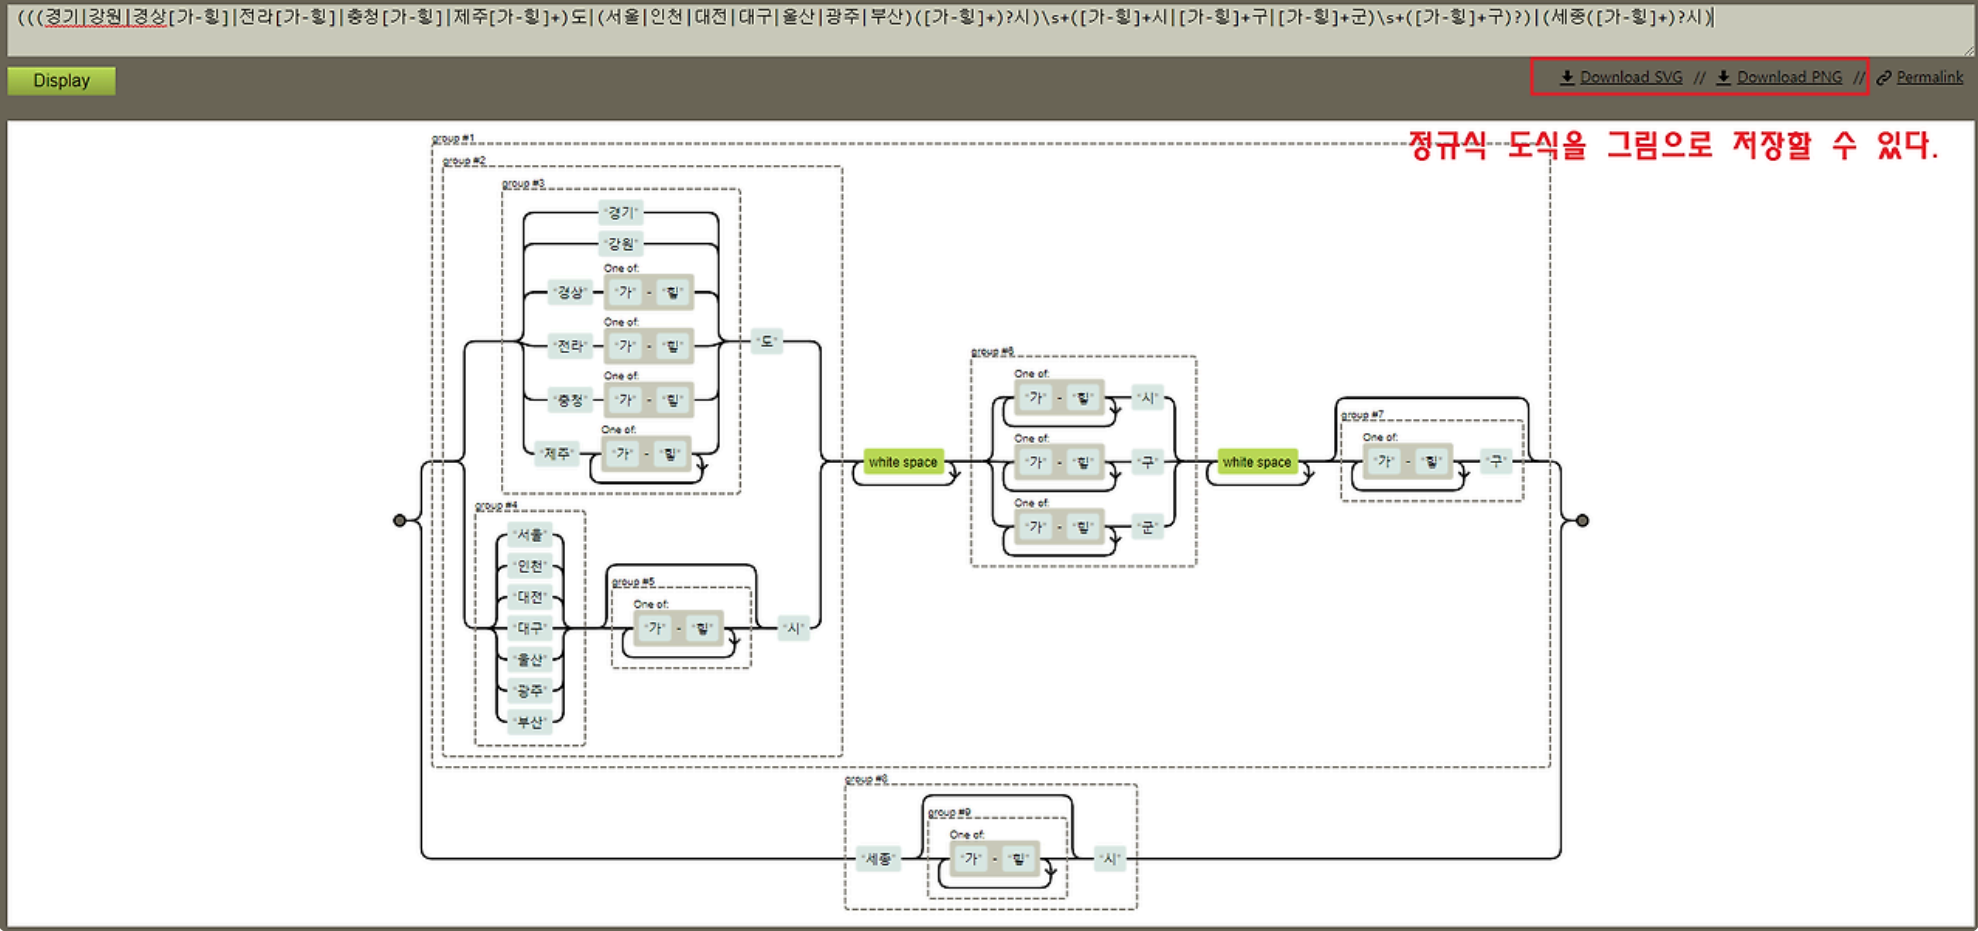 (((경기|강원|경상[가-힣]|전라[가-힣]|충청[가-힣]|제주[가-힣]+)도|(서울|인천|대전|대구|울산|광주|부산)([가-힣]+)?시)\s+([가-힣]+시|[가-힣]+구|[가-힣]+군)\s+([가-힣]+구)?)|(세종([가-힣]+)?시)
Display
Download SVG // Download PNG // Permalink
정규식 도식을 그림으로 저장할 수 있다.
group #1
group #2
group #3
"경기"
"강원"
One of:
"경상" "가" - "힣"
One of:
"전라" "가" - "힣"
One of:
"충청" "가" - "힣"
One of:
"제주" "가" - "힣"
"도"
group #4
"서울"
"인천"
"대전"
"대구"
"울산"
"광주"
"부산"
group #5
One of:
"가" - "힣"
"시"
white space
group #6
One of:
"가" - "힣" "시"
One of:
"가" - "힣" "구"
One of:
"가" - "힣" "군"
white space
group #7
One of:
"가" - "힣" "구"
group #8
"세종"
group #9
One of:
"가" - "힣"
"시"